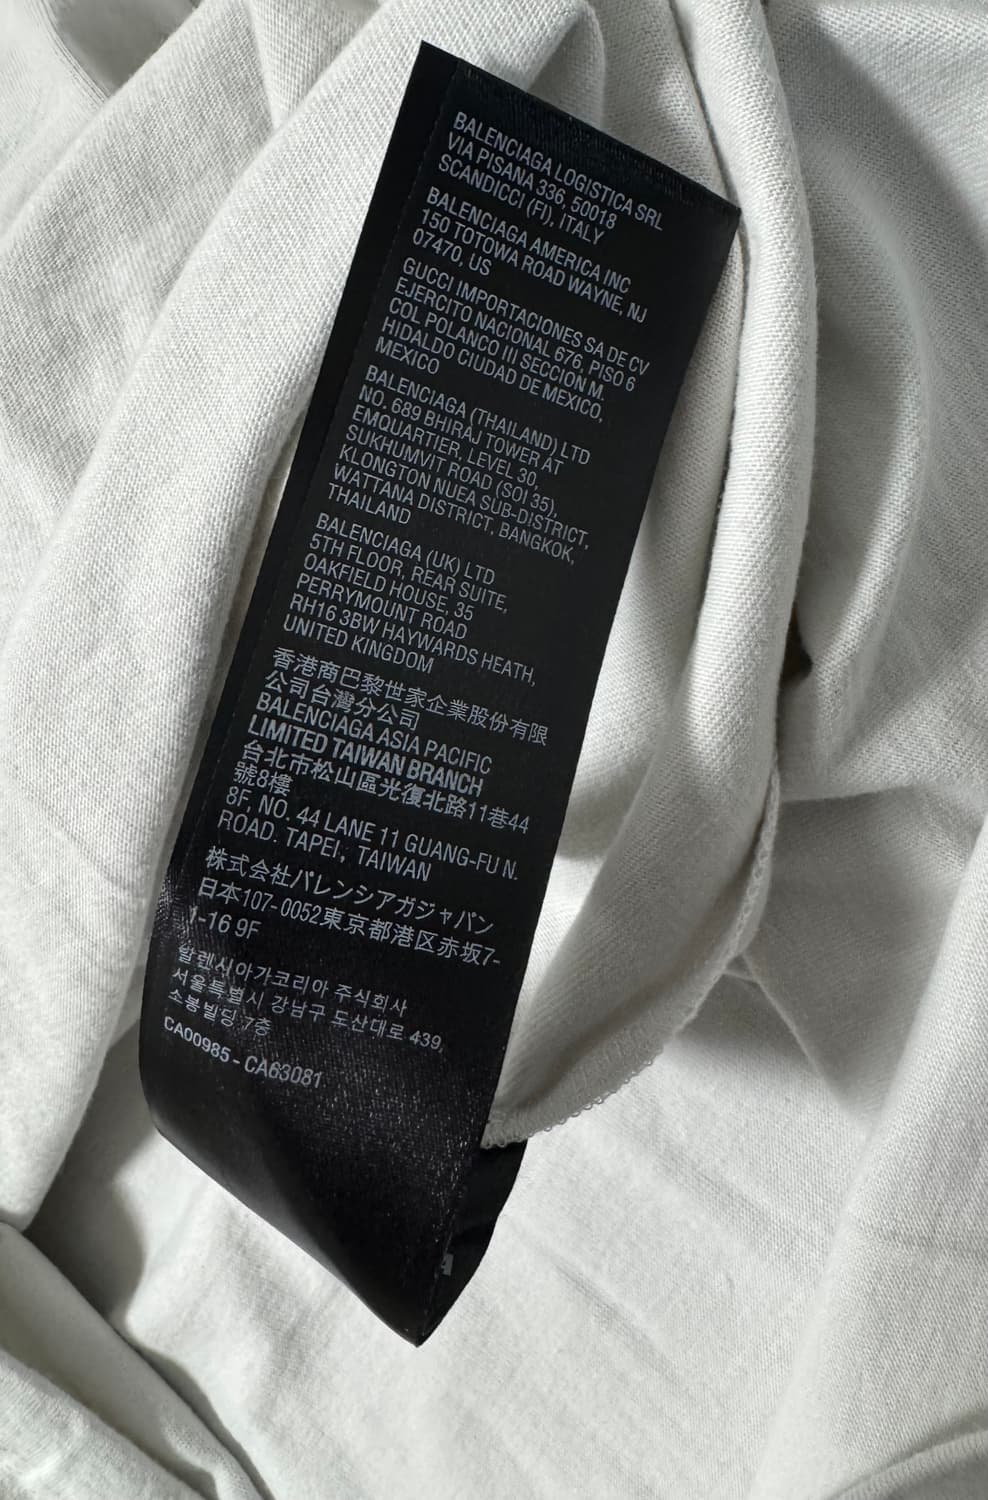 BALENCIAGA LOGISTICA SRL
VIA PISANA 336, 50018
SCANDICCI (FI), ITALY
BALENCIAGA AMERICA INC
150 TOTOWA ROAD WAYNE, NJ
07470, US
GUCCI IMPORTACIONES SA DE CV
EJERCITO NACIONAL 676, PISO 6
COL POLANCO III SECCION M.
HIDALDO CIUDAD DE MEXICO,
MEXICO
BALENCIAGA (THAILAND) LTD
NO. 689 BHIRAJ TOWER AT
EMQUARTIER, LEVEL 30,
SUKHUMVIT ROAD (SOI 35),
KLONGTON NUEA SUB-DISTRICT,
WATTANA DISTRICT, BANGKOK,
THAILAND
BALENCIAGA (UK) LTD
5TH FLOOR, REAR SUITE,
OAKFIELD HOUSE, 35
PERRYMOUNT ROAD
RH16 3BW HAYWARDS HEATH,
UNITED KINGDOM
香港商巴黎世家企業股份有限
公司台灣分公司
BALENCIAGA ASIA PACIFIC
LIMITED TAIWAN BRANCH
台北市松山區光復北路11巷44
號8樓
8F, NO. 44 LANE 11 GUANG-FU N.
ROAD. TAPEI, TAIWAN
株式会社バレンシアガジャパン
日本107-0052東京都港区赤坂7-
1-16 9F
발렌시아가코리아 주식회사
서울특별시 강남구 도산대로 439,
소봉빌딩 7층
CA00985 - CA63081
A